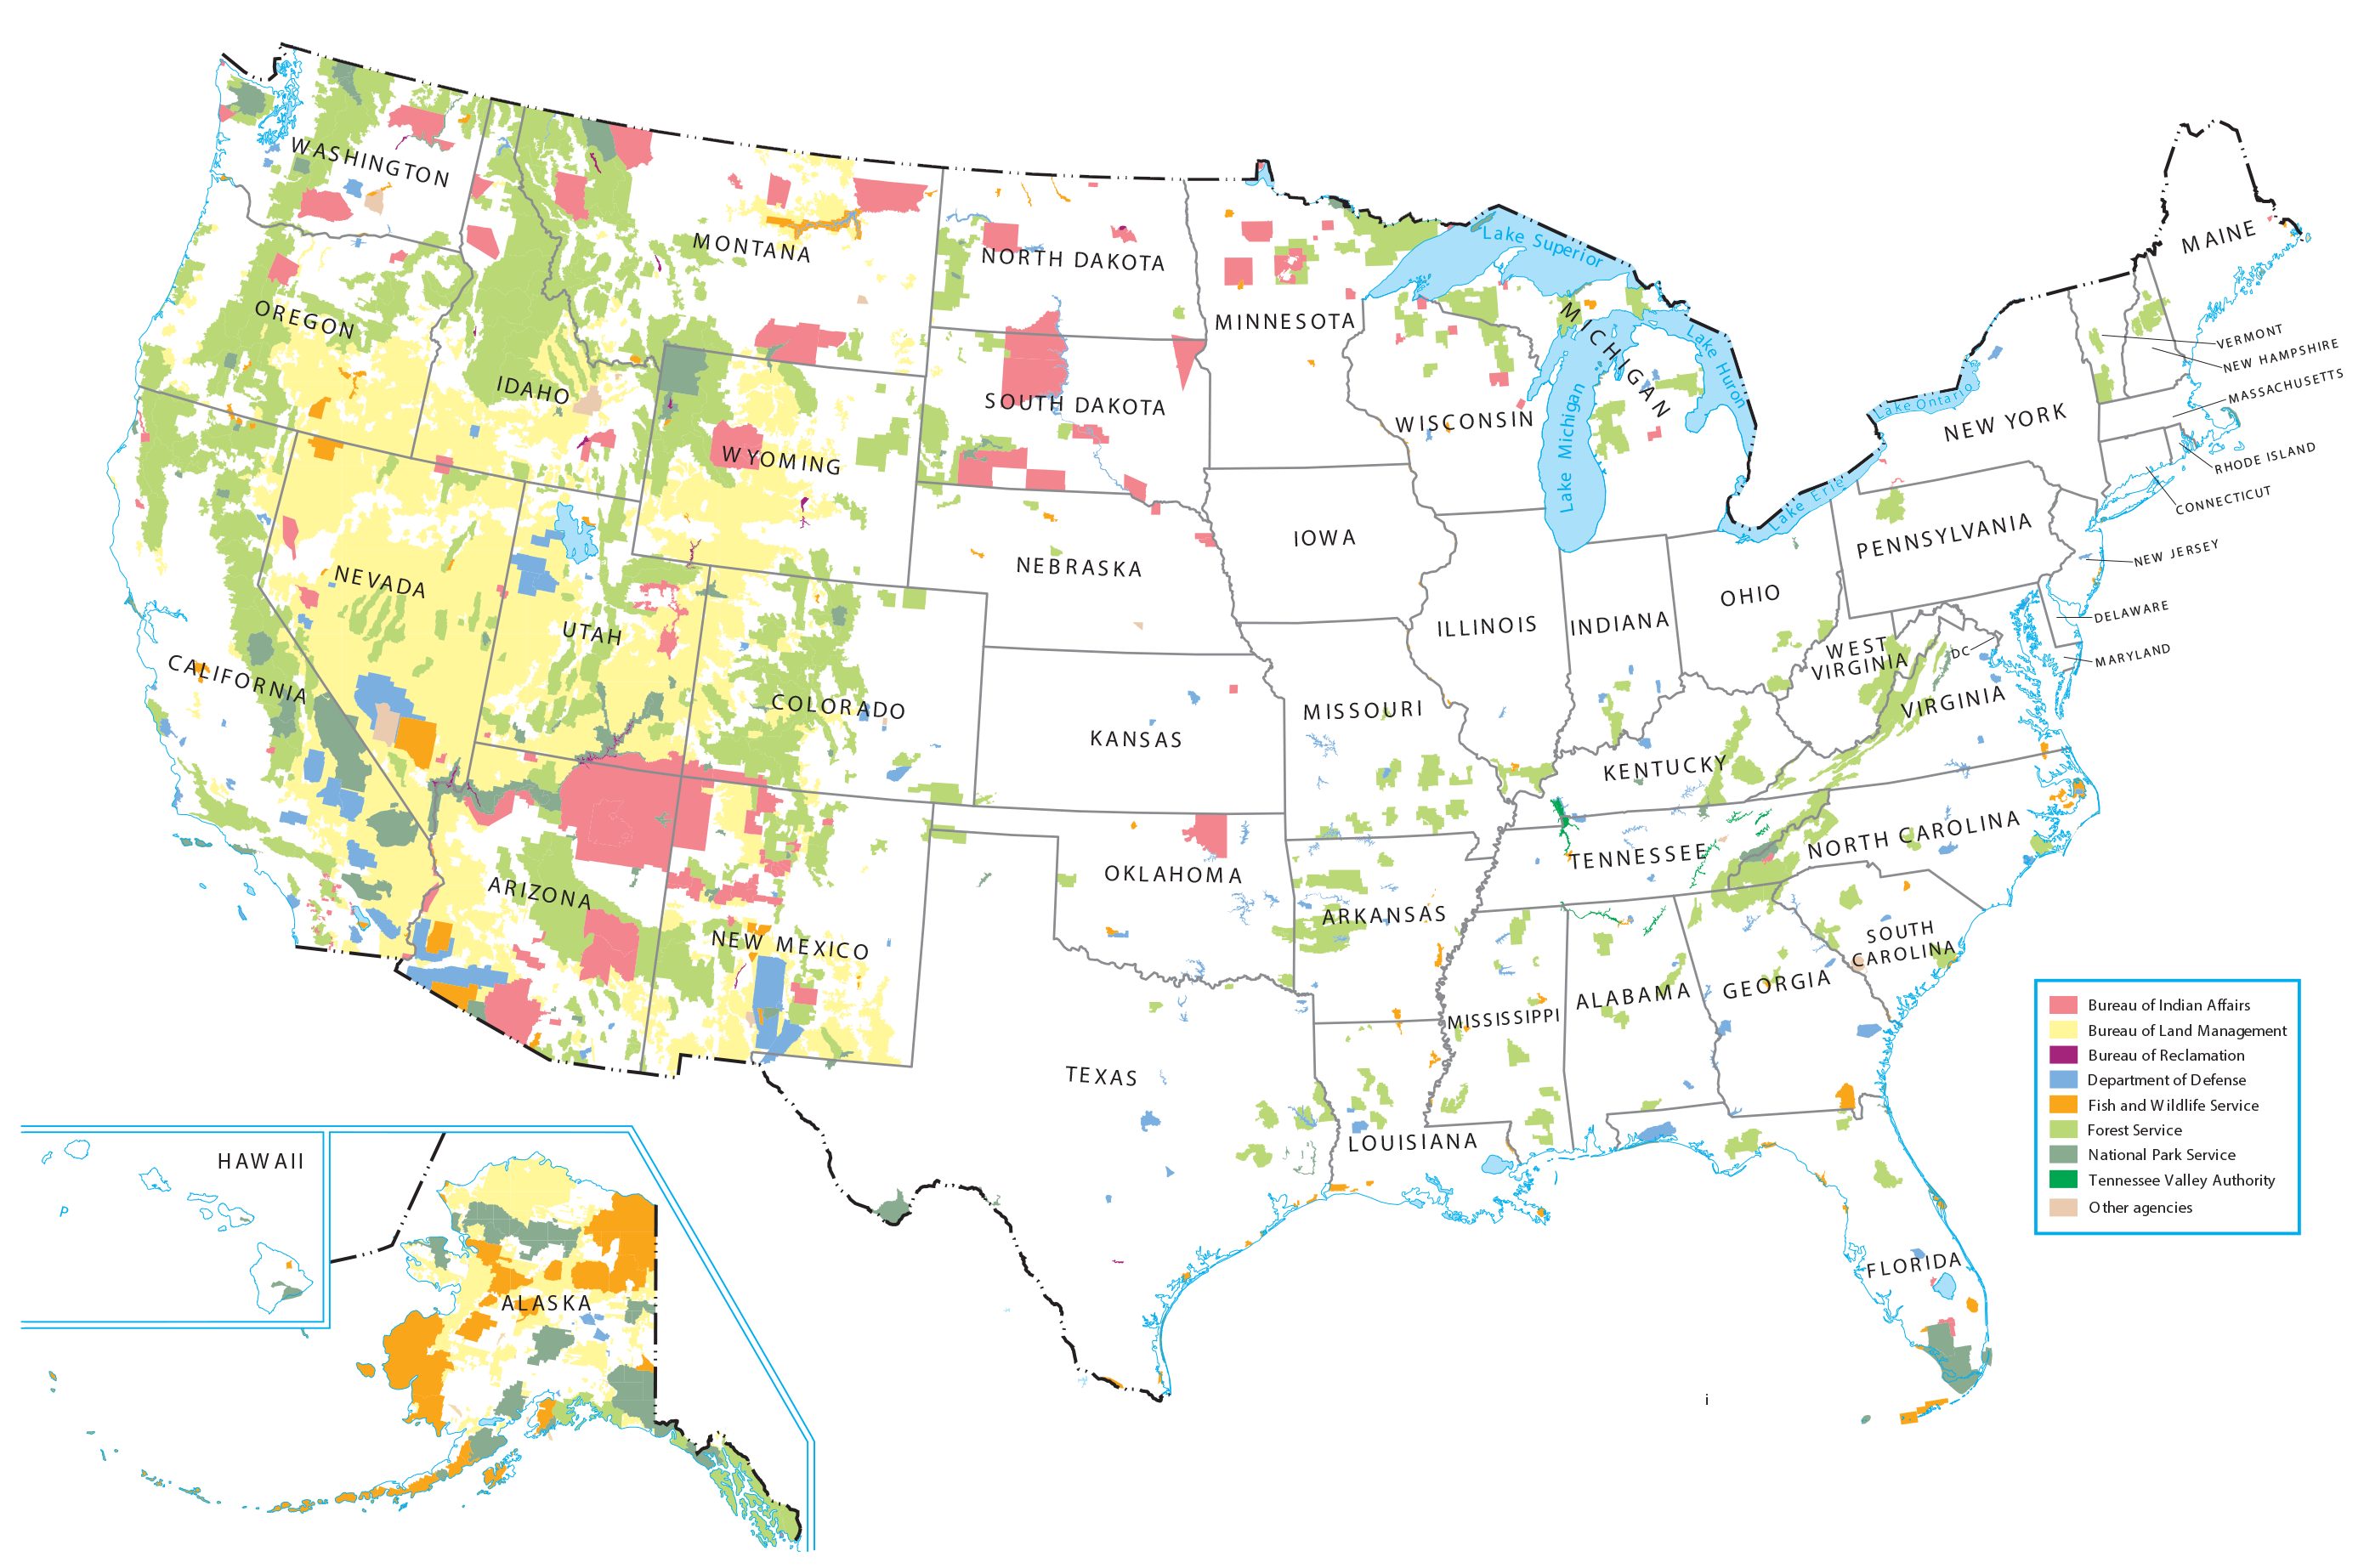 WASHINGTON
MONTANA
NORTH DAKOTA
MINNESOTA
Lake Superior
MAINE
OREGON
IDAHO
SOUTH DAKOTA
WISCONSIN
MICHIGAN
Lake Huron
Lake Michigan
Lake Ontario
Lake Erie
VERMONT
NEW HAMPSHIRE
MASSACHUSETTS
NEW YORK
RHODE ISLAND
CONNECTICUT
WYOMING
NEBRASKA
IOWA
PENNSYLVANIA
NEW JERSEY
NEVADA
UTAH
ILLINOIS
INDIANA
OHIO
DELAWARE
WEST
VIRGINIA
DC
MARYLAND
CALIFORNIA
COLORADO
KANSAS
MISSOURI
KENTUCKY
VIRGINIA
ARIZONA
NEW MEXICO
OKLAHOMA
ARKANSAS
TENNESSEE
NORTH CAROLINA
SOUTH
CAROLINA
TEXAS
LOUISIANA
MISSISSIPPI
ALABAMA
GEORGIA
FLORIDA
HAWAII
P
ALASKA
i
Bureau of Indian Affairs
Bureau of Land Management
Bureau of Reclamation
Department of Defense
Fish and Wildlife Service
Forest Service
National Park Service
Tennessee Valley Authority
Other agencies